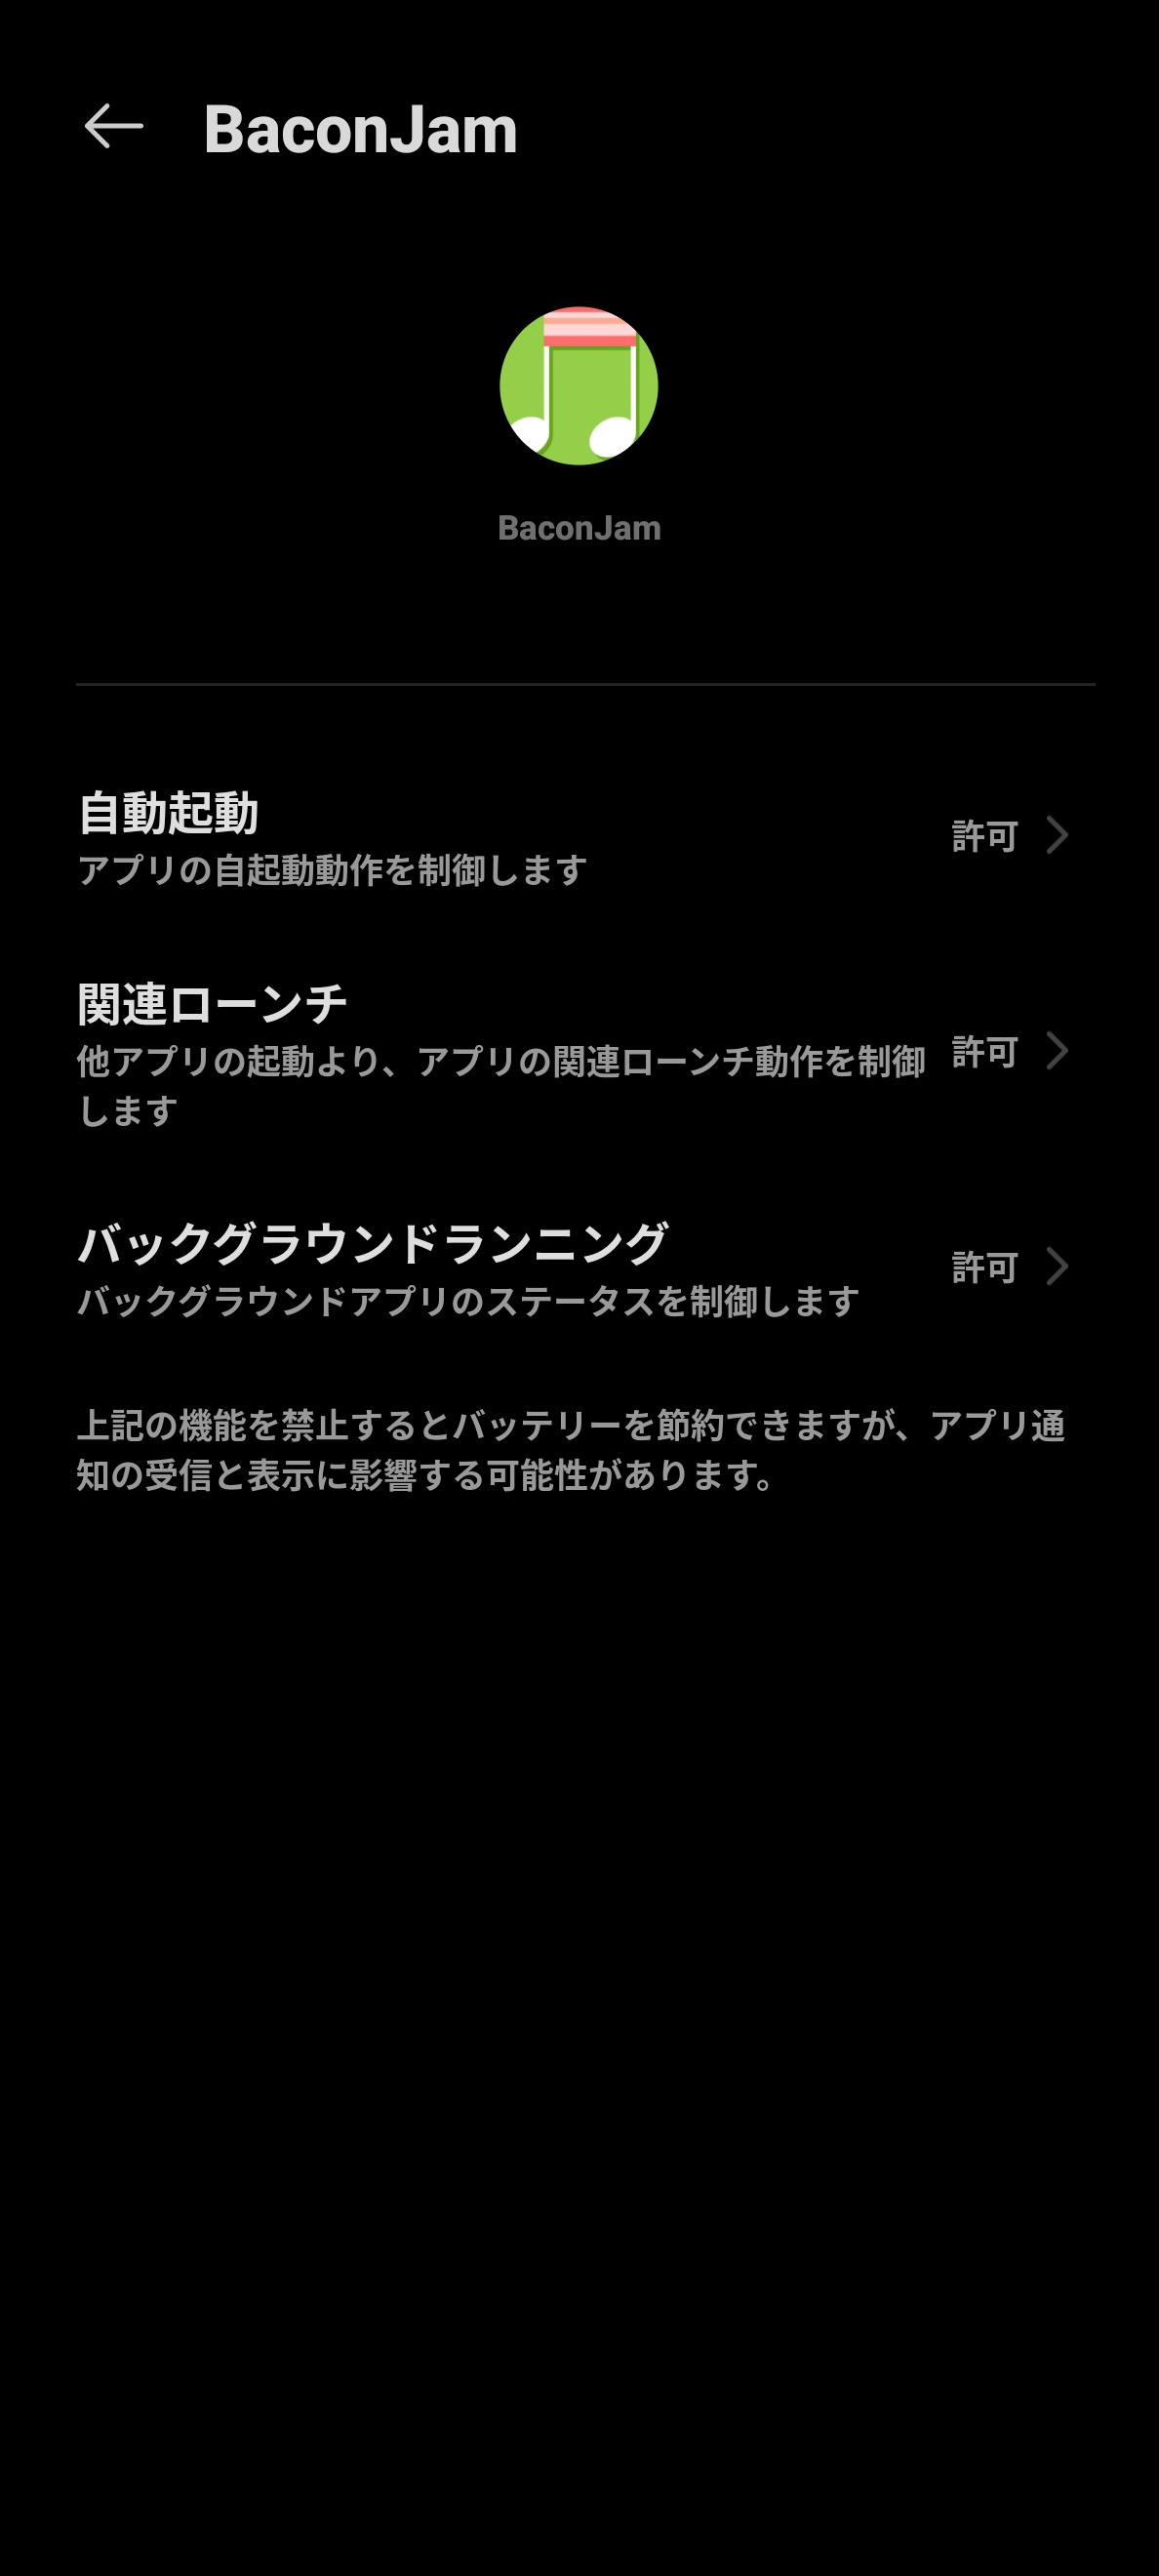 BaconJam
BaconJam
自動起動
アプリの自起動動作を制御します
許可
関連ローンチ
他アプリの起動より、アプリの関連ローンチ動作を制御
します
許可
バックグラウンドランニング
バックグラウンドアプリのステータスを制御します
許可
上記の機能を禁止するとバッテリーを節約できますが、アプリ通
知の受信と表示に影響する可能性があります。